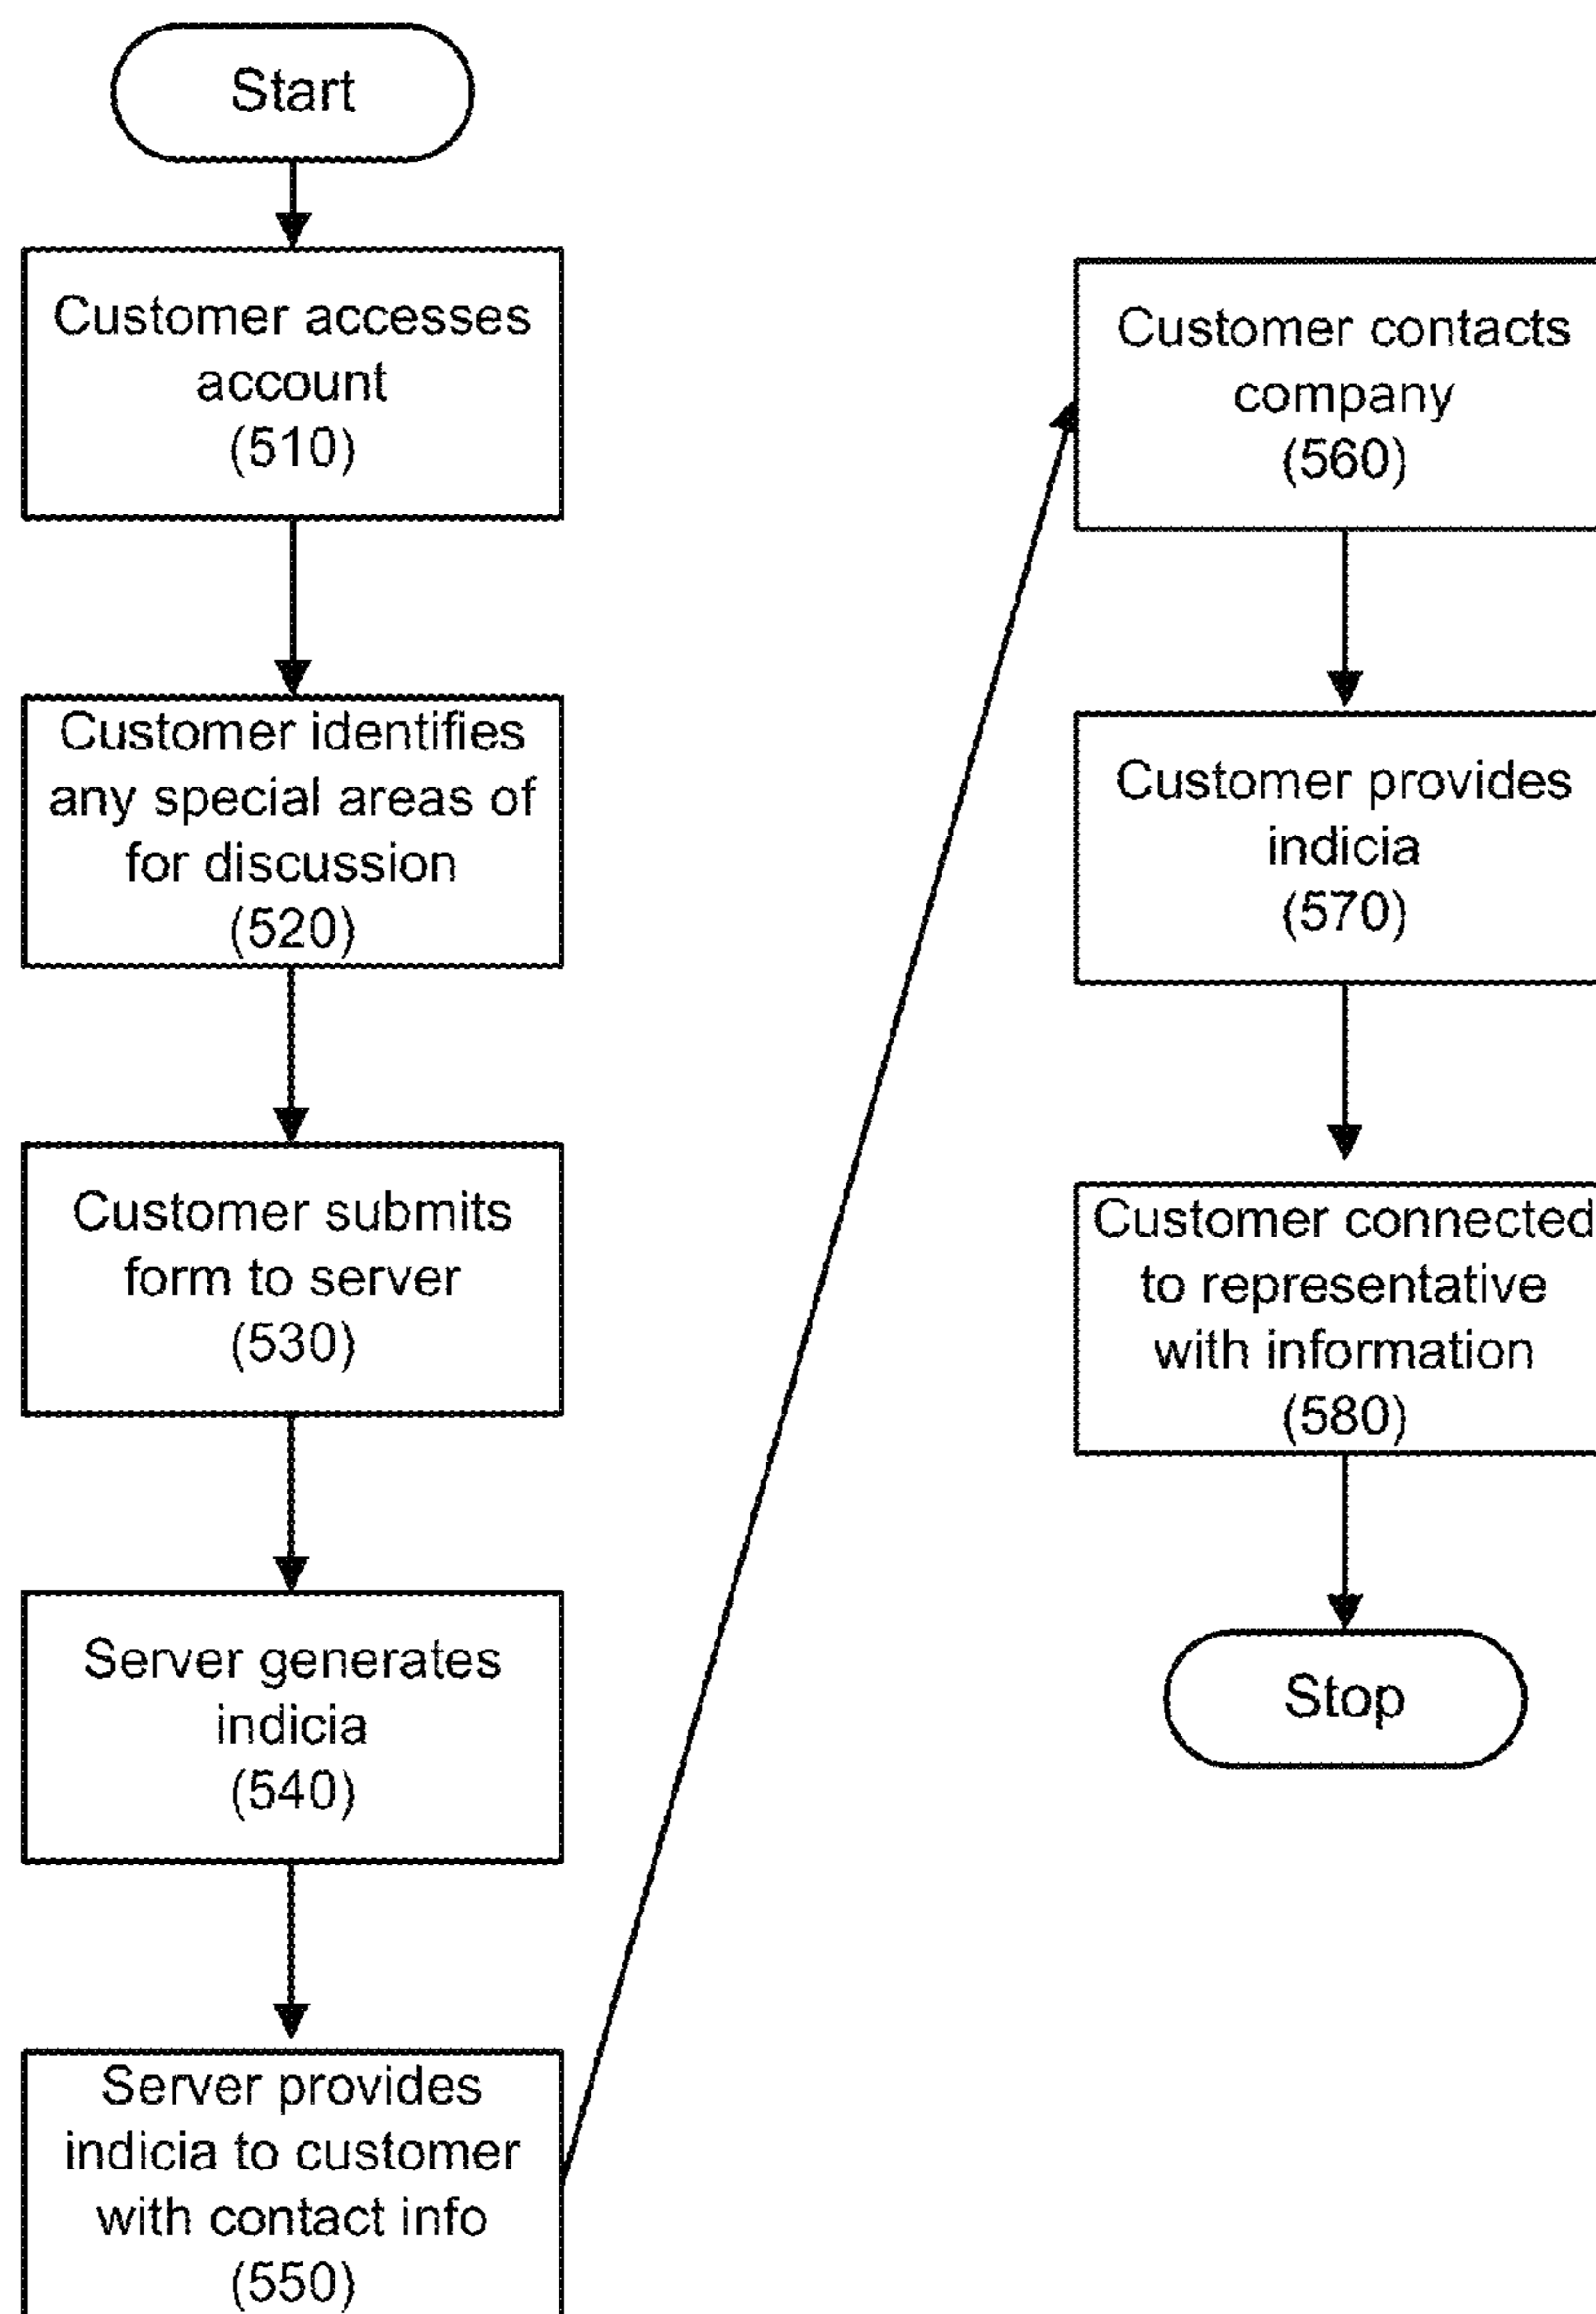 Start
Customer accesses
account
(510)
Customer identifies
any special areas of
for discussion
(520)
Customer submits
form to server
(530)
Server generates
indicia
(540)
Server provides
indicia to customer
with contact info
(550)
Customer contacts
company
(560)
Customer provides
indicia
(570)
Customer connected
to representative
with information
(580)
Stop